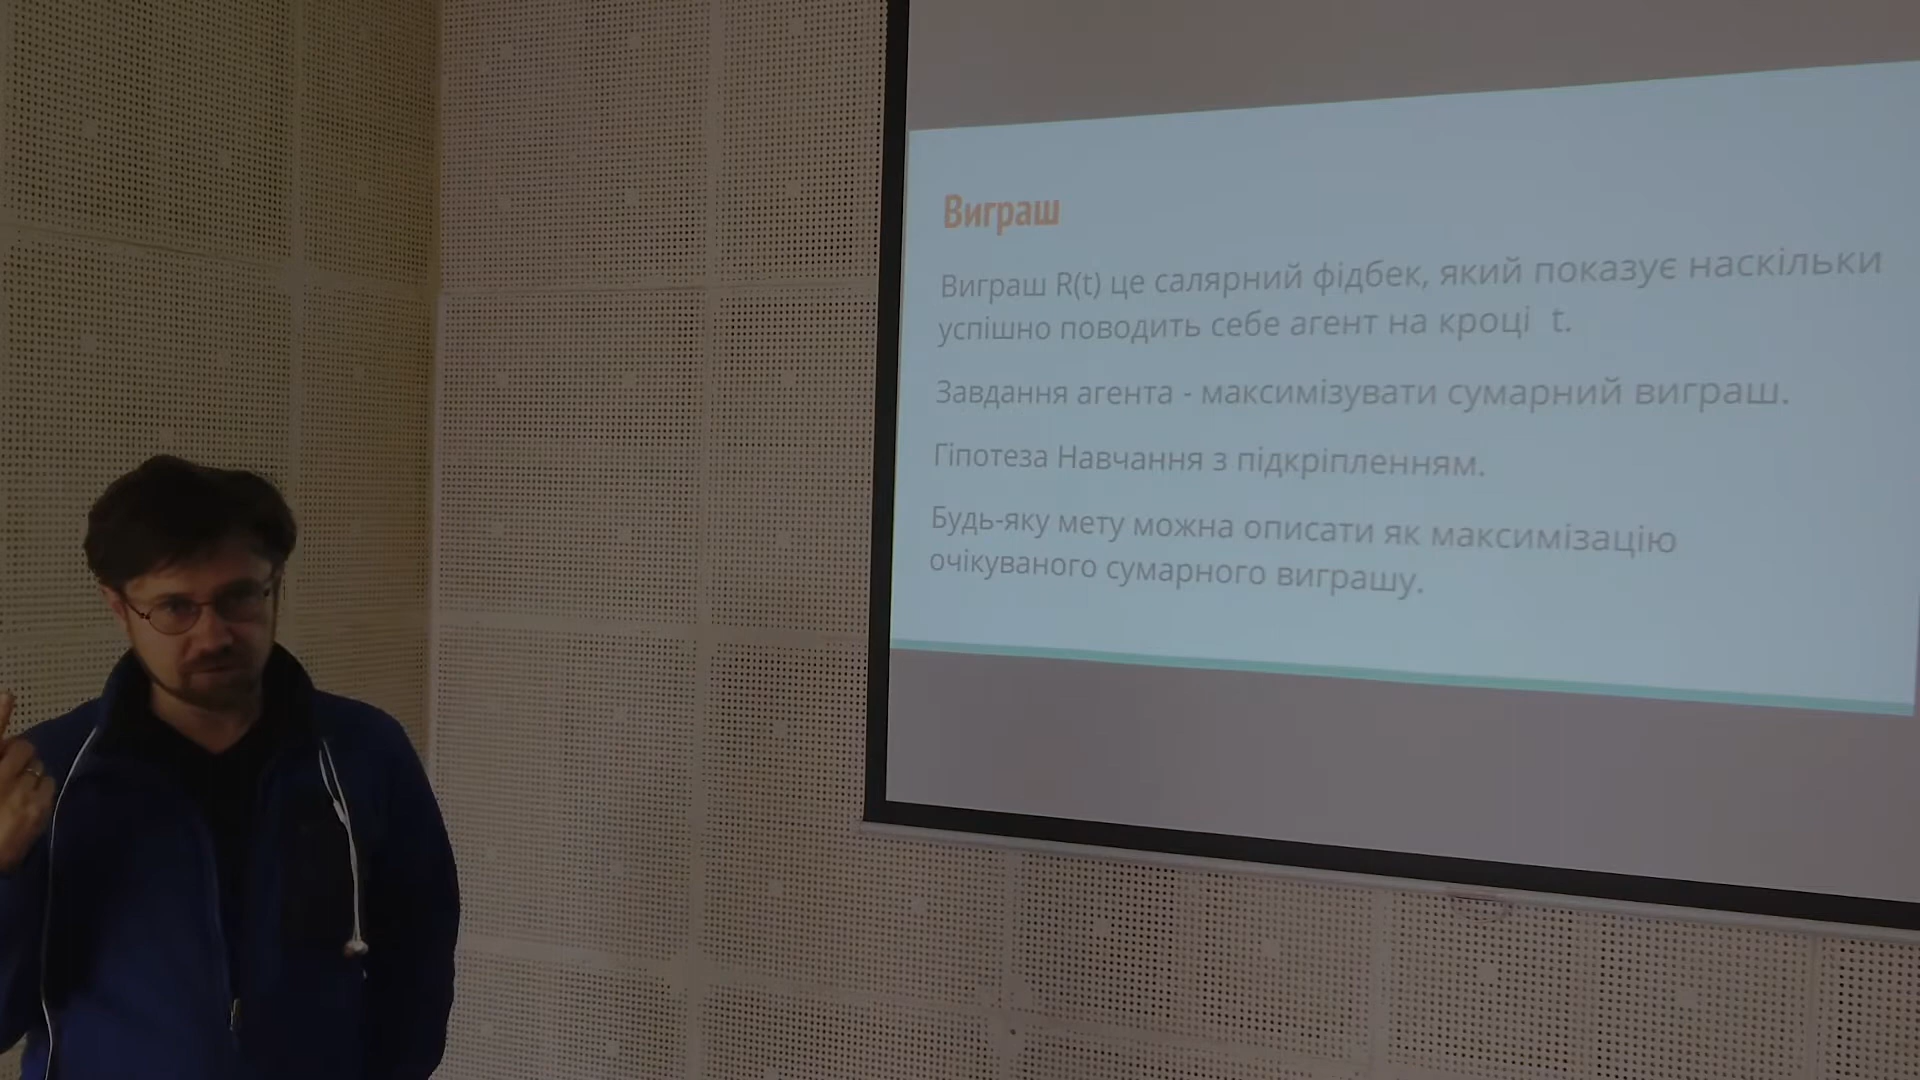 Виграш
Виграш R(t) це салярний фідбек, який показує наскільки
успішно поводить себе агент на кроці t.
Завдання агента - максимізувати сумарний виграш.
Гіпотеза Навчання з підкріпленням.
Будь-яку мету можна описати як максимізацію
очікуваного сумарного виграшу.